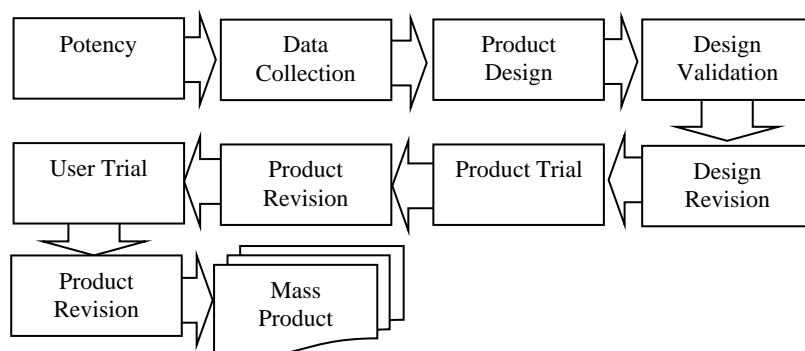 Potency
Data
Collection
Product
Design
Design
Validation
User Trial
Product
Revision
Product Trial
Design
Revision
Product
Revision
Mass
Product